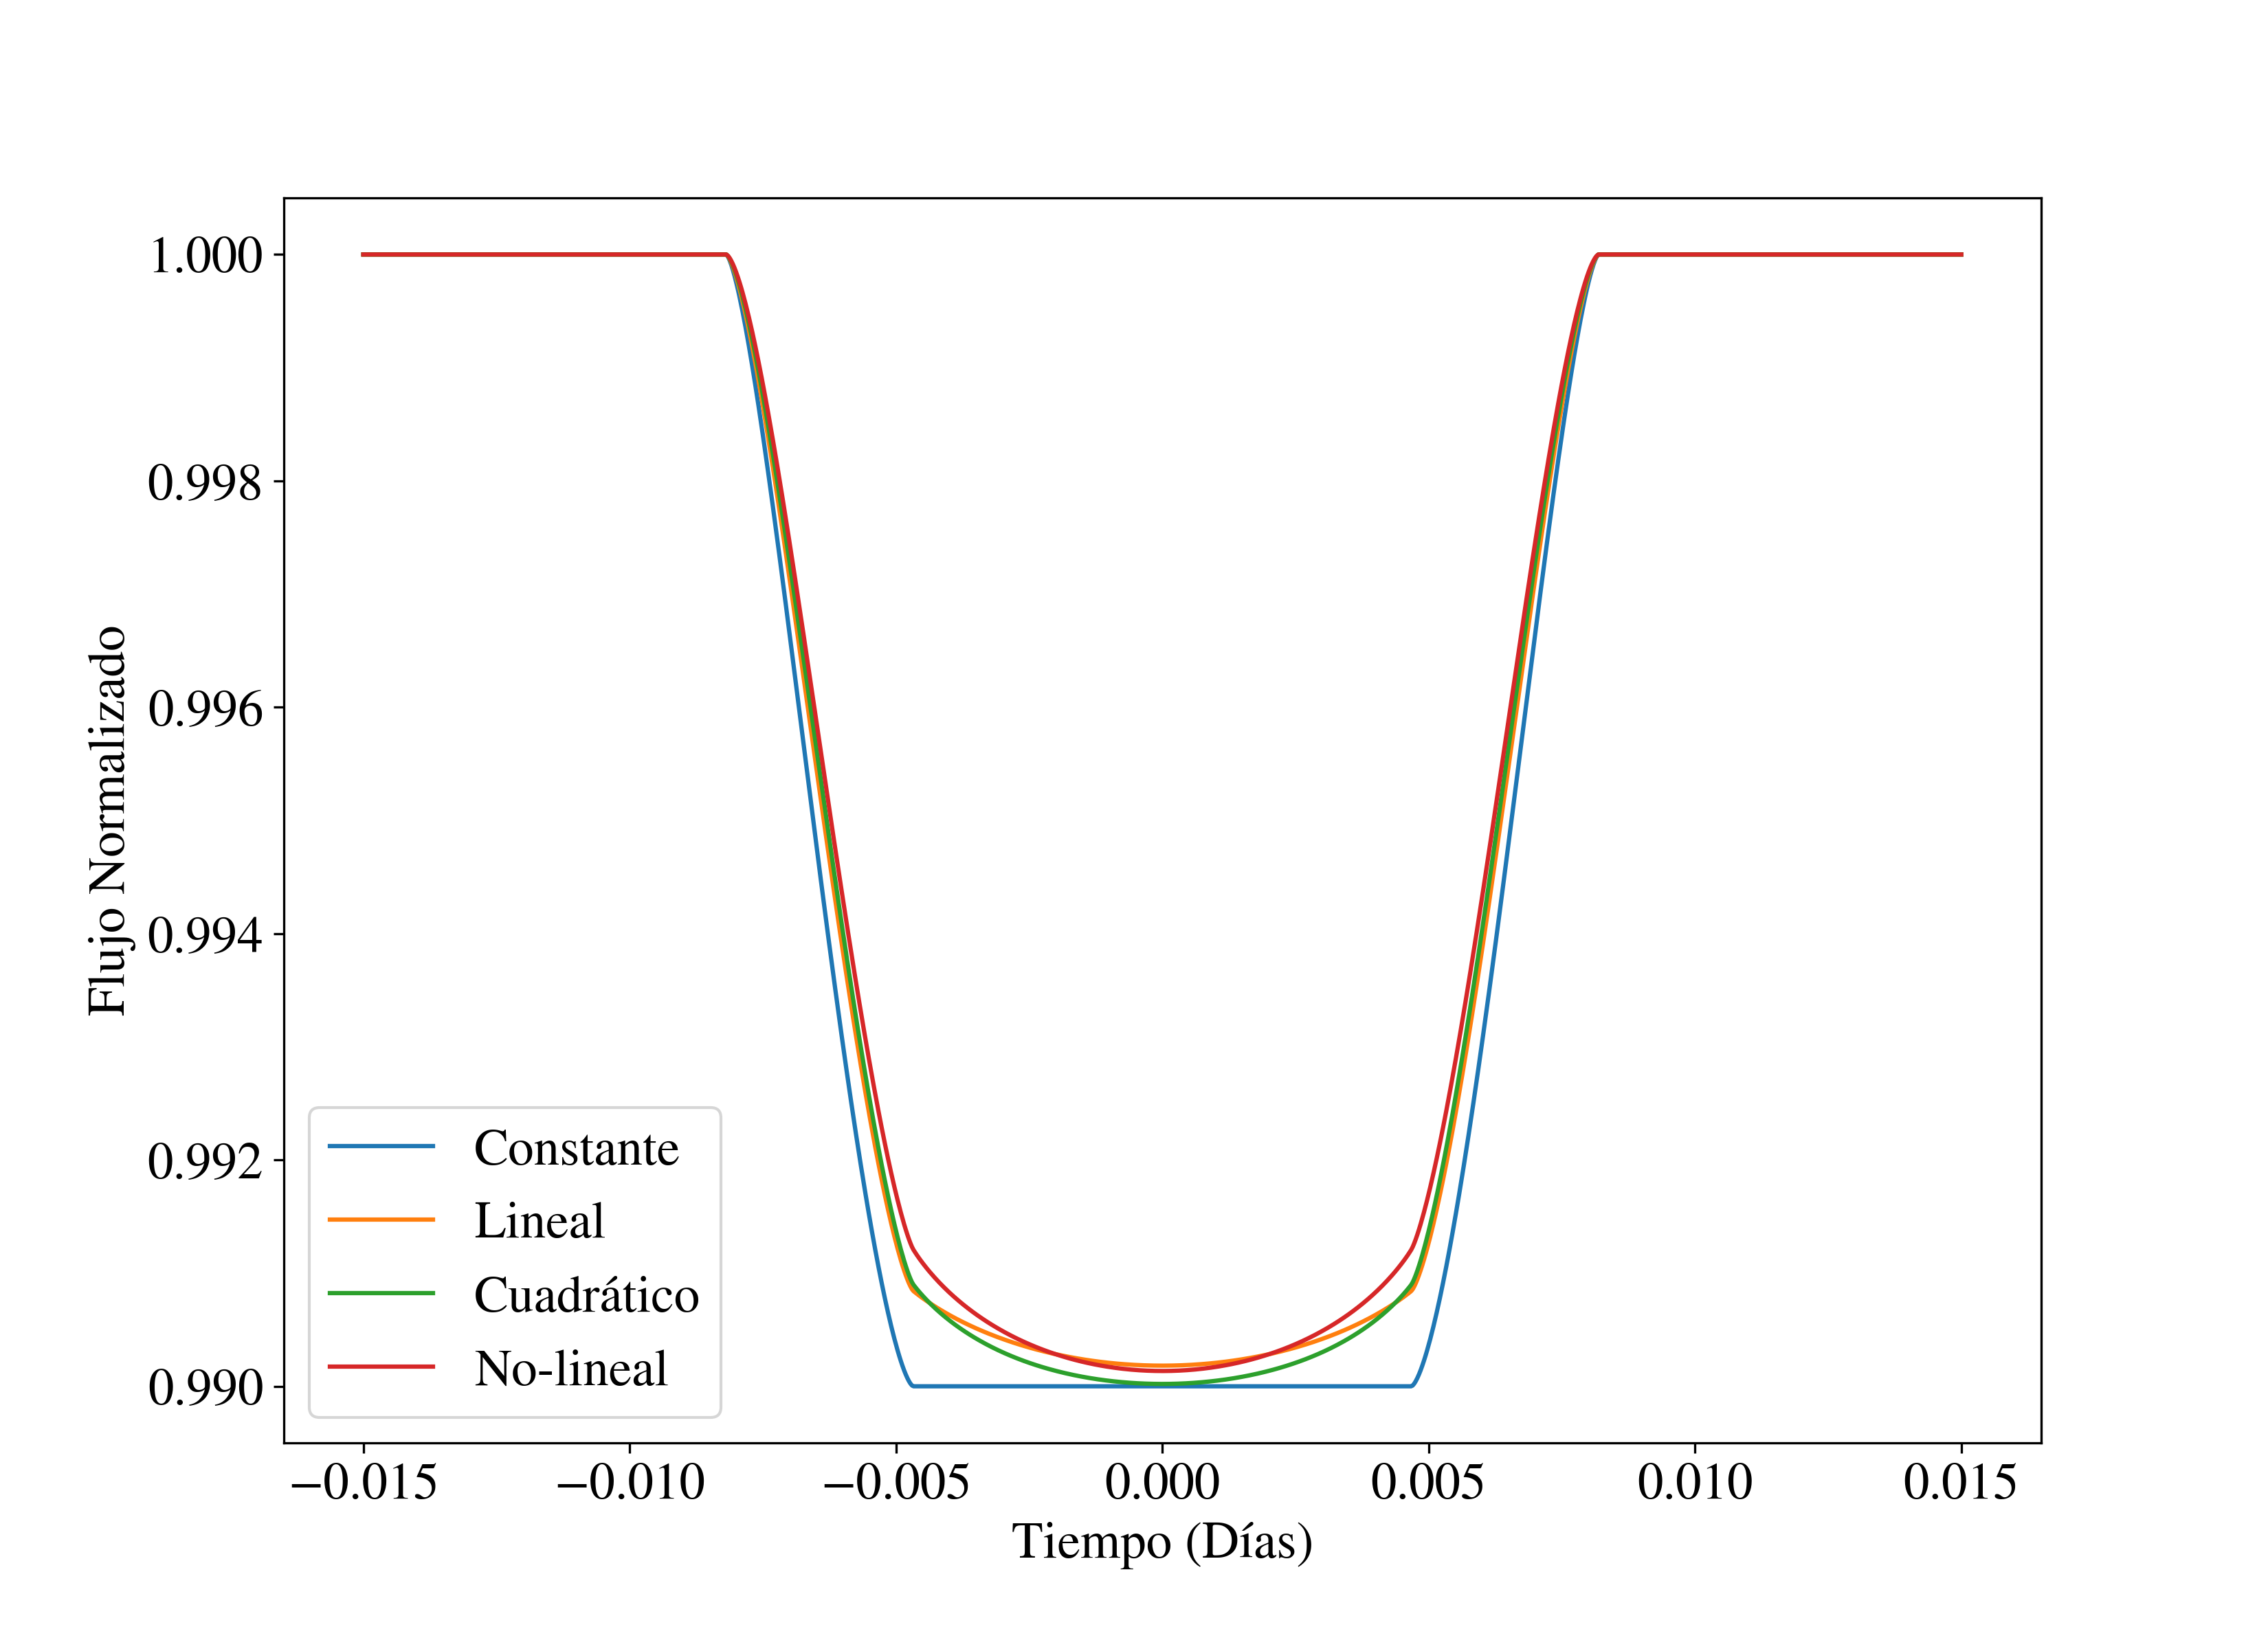 Flujo Normalizado
1.000
0.998
0.996
0.994
0.992
0.990
Constante
Lineal
Cuadrático
No-lineal
−0.015 −0.010 −0.005 0.000 0.005 0.010 0.015
Tiempo (Días)